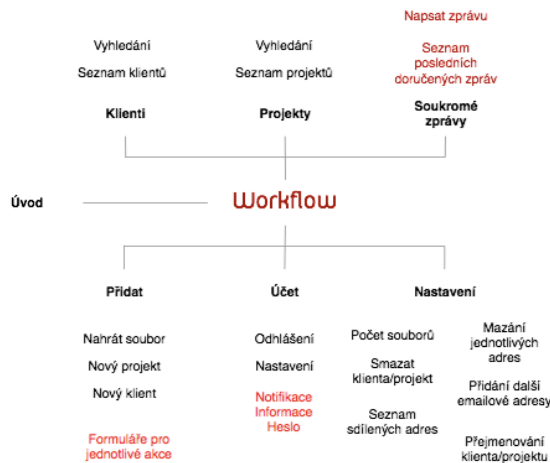 Napsat zprávu
Vyhledání
Vyhledání
Seznam
posledních
doručených zpráv
Seznam klientů
Seznam projektů
Klienti
Projekty
Soukromé
zprávy
Úvod
Workflow
Přidat
Účet
Nastavení
Nahrát soubor
Nový projekt
Nový klient
Formuláře pro
jednotlivé akce
Odhlášení
Nastavení
Notifikace
Informace
Heslo
Počet souborů
Smazat
klienta/projekt
Seznam
sdílených adres
Mazání
jednotlivých
adres
Přidání další
emailové adresy
Přejmenování
klienta/projektu